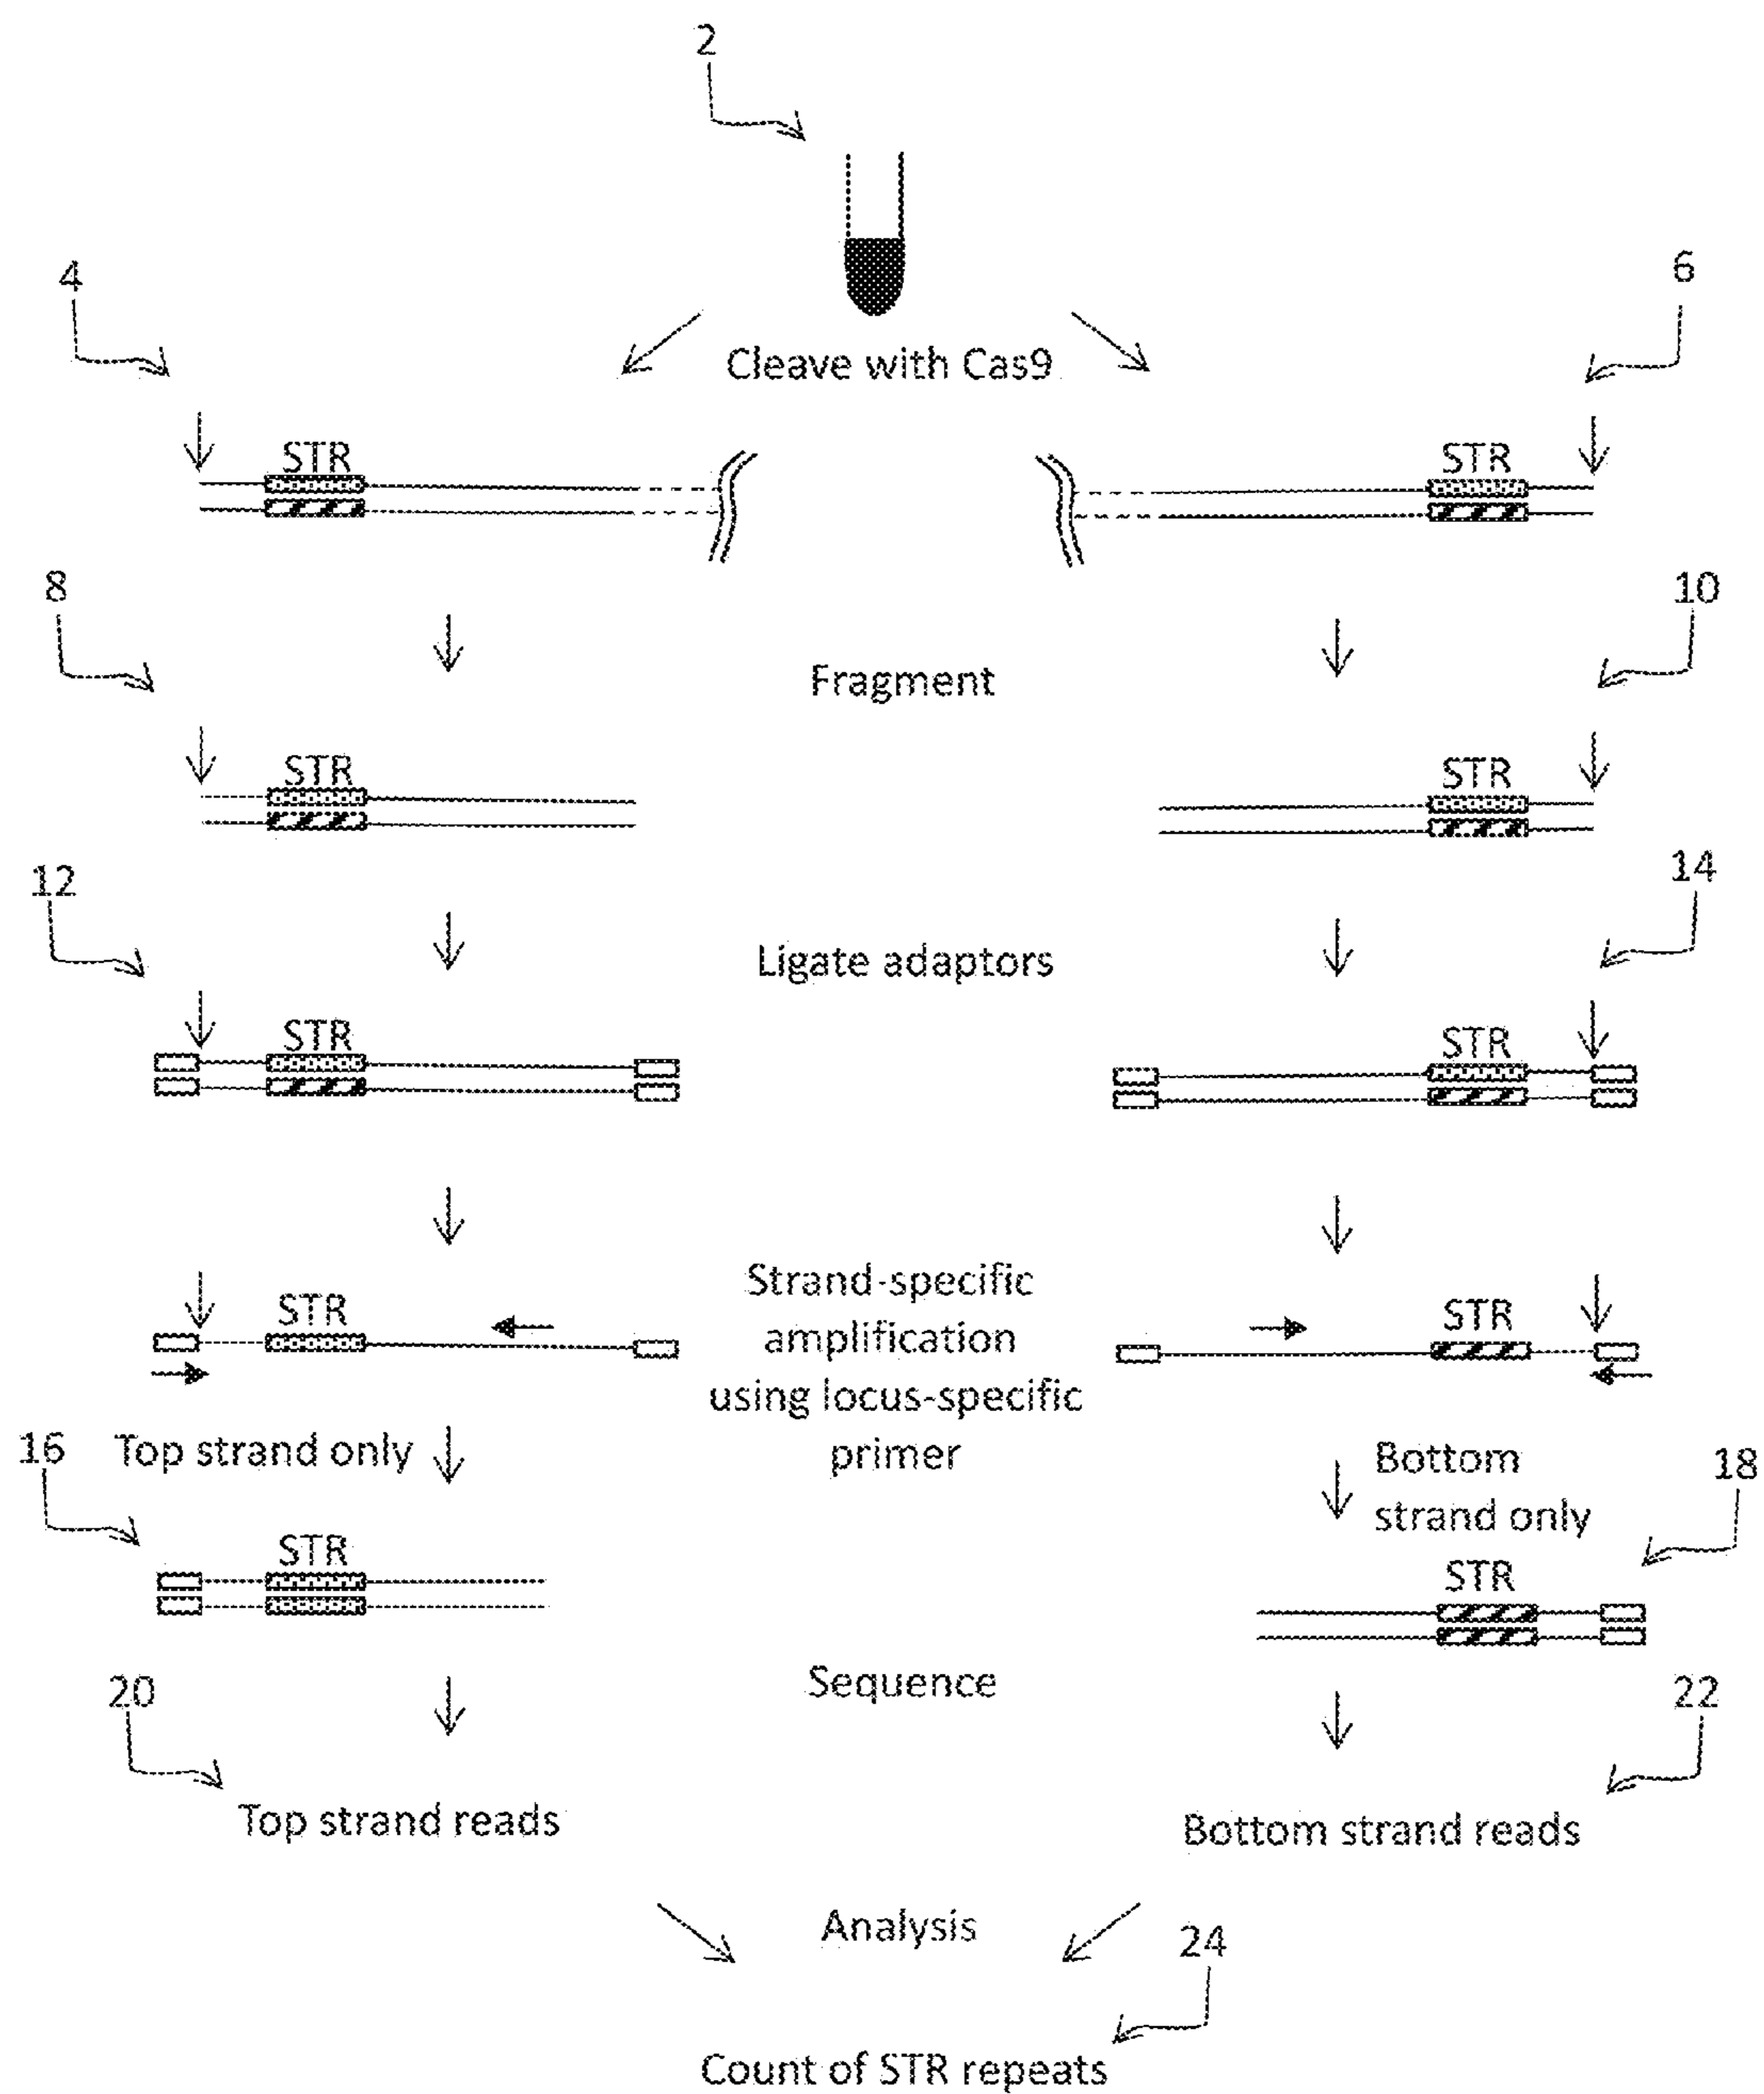 2
4
6
Cleave with Cas9
STR
STR
8
10
Fragment
STR
STR
12
14
Ligate adaptors
STR
STR
Strand-specific
amplification
using locus-specific
primer
STR
STR
16
Top strand only
Bottom
strand only
18
STR
STR
Sequence
20
22
Top strand reads
Bottom strand reads
Analysis
24
Count of STR repeats